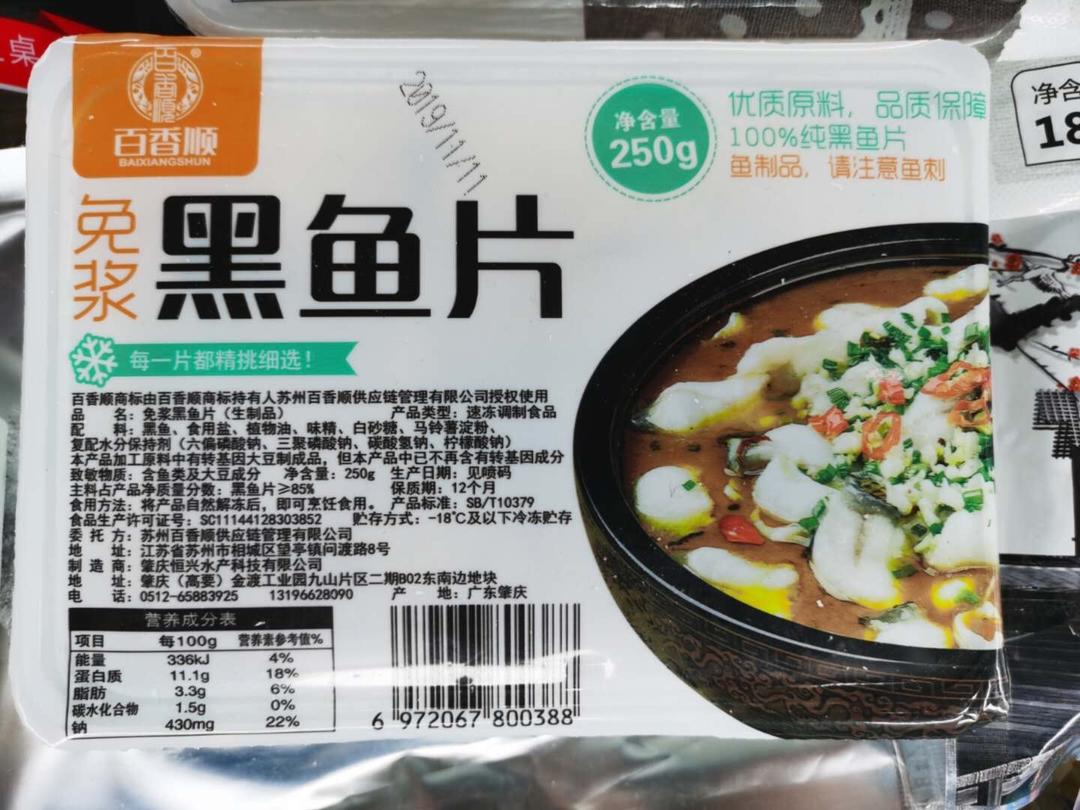 桌
百香顺
®
百香顺
BAIXIANGSHUN
2019/11/11
净含量
250g
优质原料，品质保障
100%纯黑鱼片
鱼制品，请注意鱼刺
净含
18
免浆
黑鱼片
每一片都精挑细选！
百香顺商标由百香顺商标持有人苏州百香顺供应链管理有限公司授权使用
品 名：免浆黑鱼片（生制品） 产品类型：速冻调制食品
配 料：黑鱼、食用盐、植物油、味精、白砂糖、马铃薯淀粉、
复配水分保持剂（六偏磷酸钠、三聚磷酸钠、碳酸氢钠、柠檬酸钠）
本产品加工原料中有转基因大豆制成品，但本产品中已不再含有转基因成分
致敏物质：含鱼类及大豆成分 净含量：250g 生产日期：见喷码
主料占产品净质量分数：黑鱼片≥85% 保质期：12个月
食用方法：将产品自然解冻后，即可烹饪食用。 产品标准：SB/T10379
食品生产许可证号：SC11144128303852 贮存方式：-18℃及以下冷冻贮存
委 托 方：苏州百香顺供应链管理有限公司
地 址：江苏省苏州市相城区望亭镇问渡路8号
制 造 商：肇庆恒兴水产科技有限公司
地 址：肇庆（高要）金渡工业园九山片区二期B02东南边地块
电 话：0512-65883925 13196628090 产 地：广东肇庆
营养成分表
项目 每100g 营养素参考值%
能量 336kJ 4%
蛋白质 11.1g 18%
脂肪 3.3g 6%
碳水化合物 1.5g 0%
钠 430mg 22%
6 972067 800388